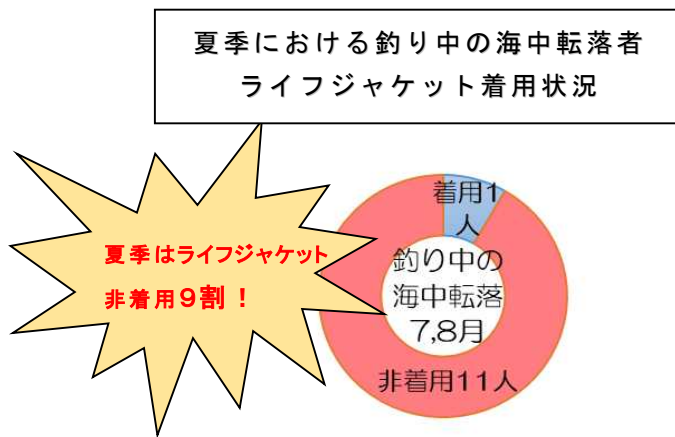 夏季における釣り中の海中転落者
ライフジャケット着用状況
夏季はライフジャケット
非着用9割！
着用1
人
釣り中の
海中転落
7,8月
非着用11人